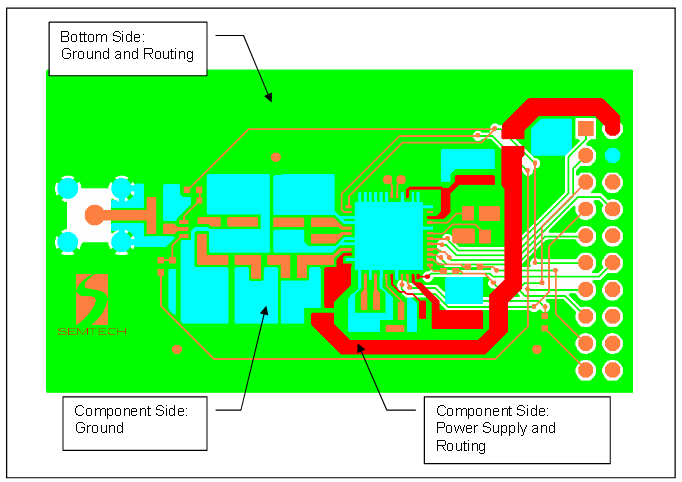 Bottom Side:
Ground and Routing
SEMTECH
Component Side:
Ground
Component Side:
Power Supply and
Routing